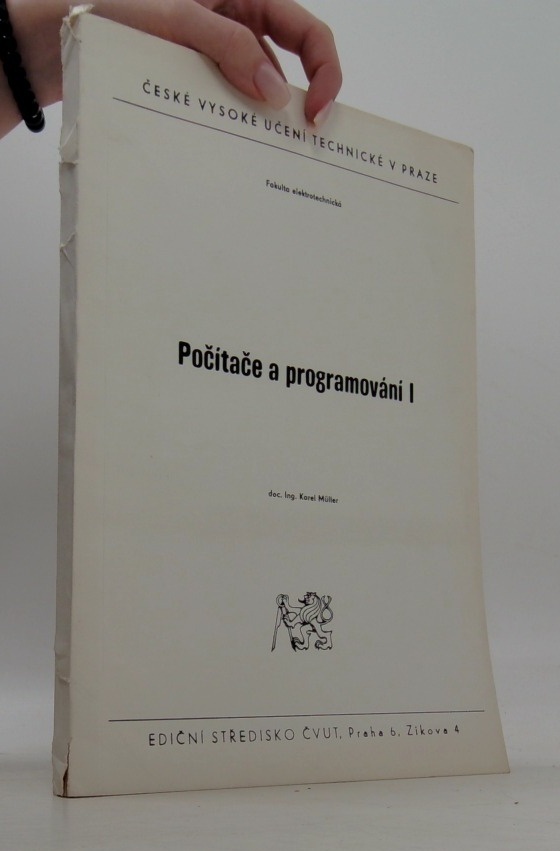 ČESKÉ VYSOKÉ UČENÍ TECHNICKÉ V PRAZE
Fakulta elektrotechnická
Počítače a programování I
doc. Ing. Karel Müller
EDIČNÍ STŘEDISKO ČVUT, Praha 6, Zikova 4